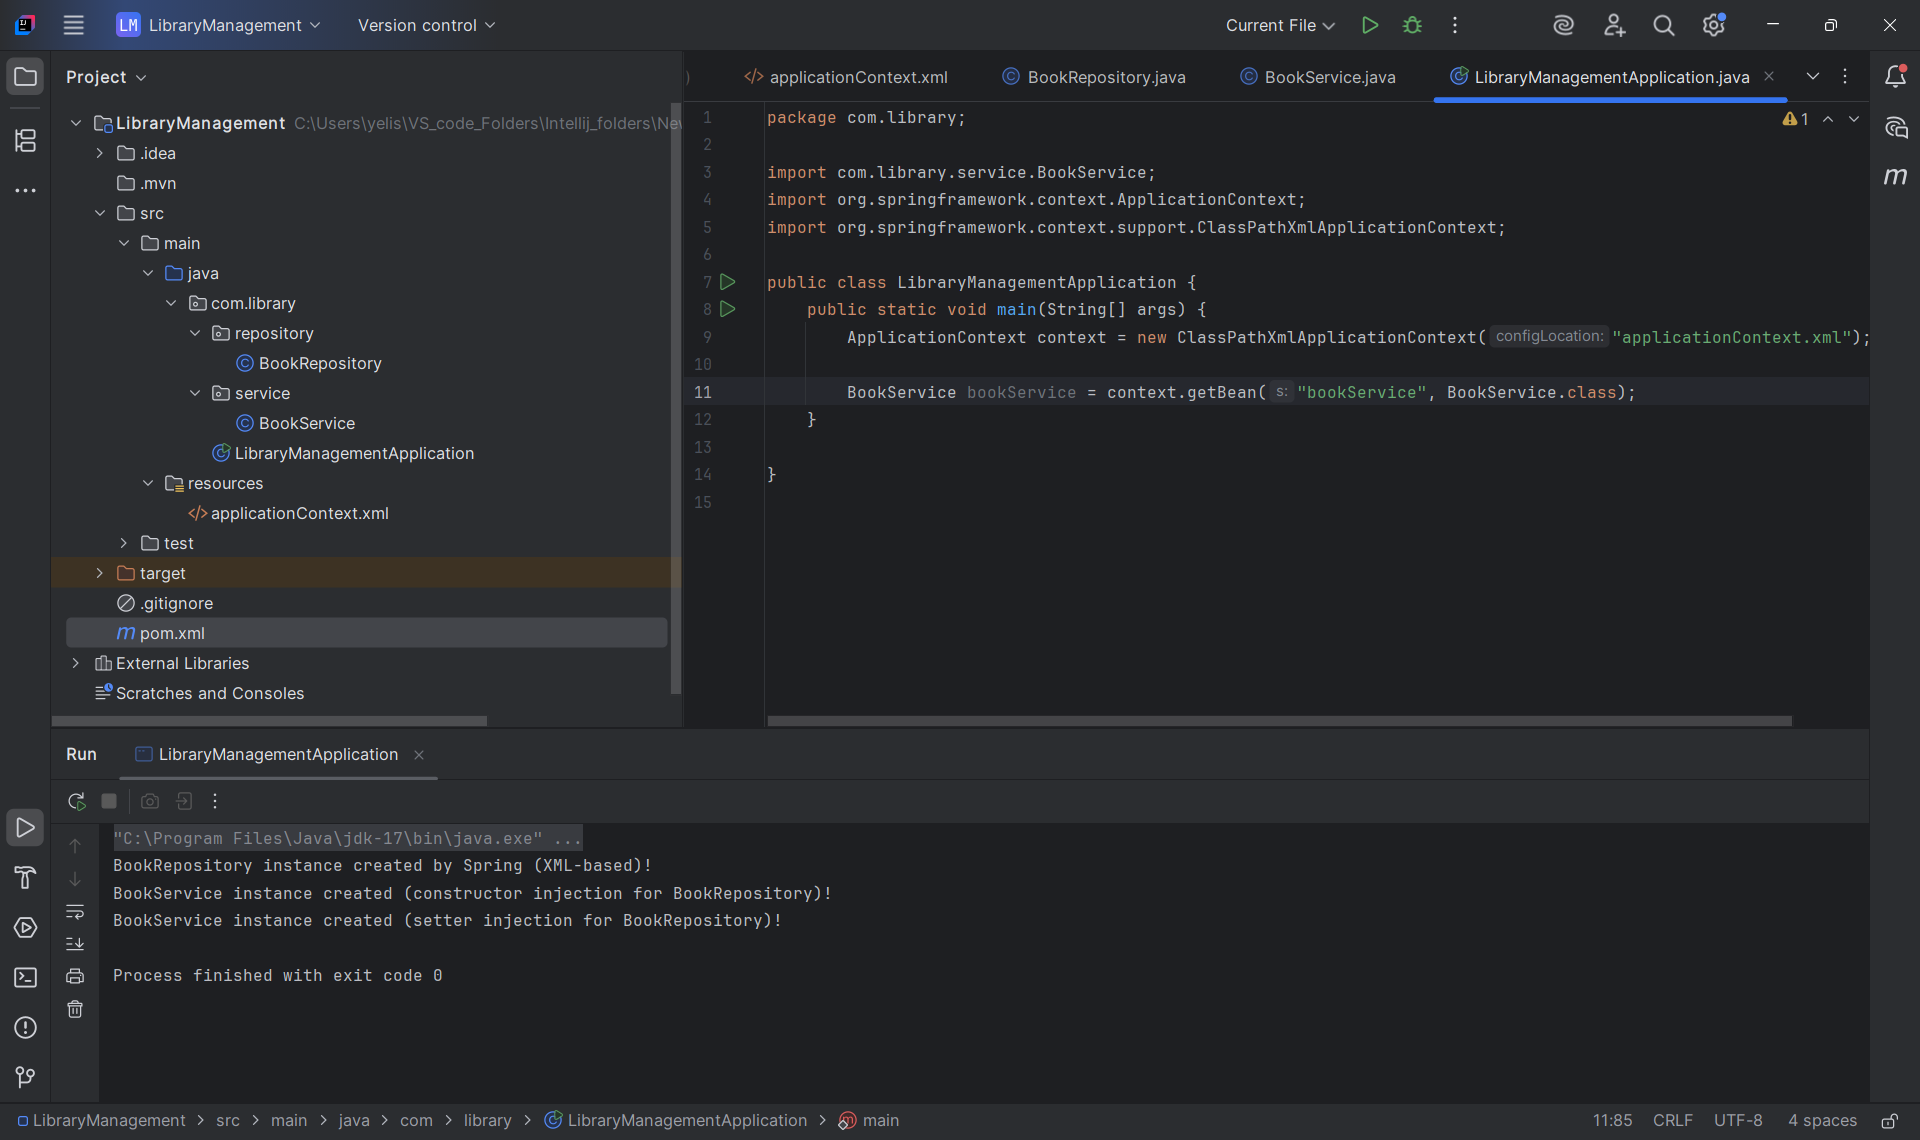 LM LibraryManagement Version control Current File
Project
LibraryManagement C:\Users\yelis\VS_code_Folders\Intellij_folders\Ne
.idea
.mvn
src
main
java
com.library
repository
BookRepository
service
BookService
LibraryManagementApplication
resources
applicationContext.xml
test
target
.gitignore
pom.xml
External Libraries
Scratches and Consoles
applicationContext.xml BookRepository.java BookService.java LibraryManagementApplication.java
1 package com.library; 1
2
3 import com.library.service.BookService;
4 import org.springframework.context.ApplicationContext;
5 import org.springframework.context.support.ClassPathXmlApplicationContext;
6
7 public class LibraryManagementApplication {
8 public static void main(String[] args) {
9 ApplicationContext context = new ClassPathXmlApplicationContext( configLocation: "applicationContext.xml");
10
11 BookService bookService = context.getBean( s: "bookService", BookService.class);
12 }
13
14 }
15
Run LibraryManagementApplication
"C:\Program Files\Java\jdk-17\bin\java.exe" ...
BookRepository instance created by Spring (XML-based)!
BookService instance created (constructor injection for BookRepository)!
BookService instance created (setter injection for BookRepository)!
Process finished with exit code 0
LibraryManagement > src > main > java > com > library > LibraryManagementApplication > main 11:85 CRLF UTF-8 4 spaces